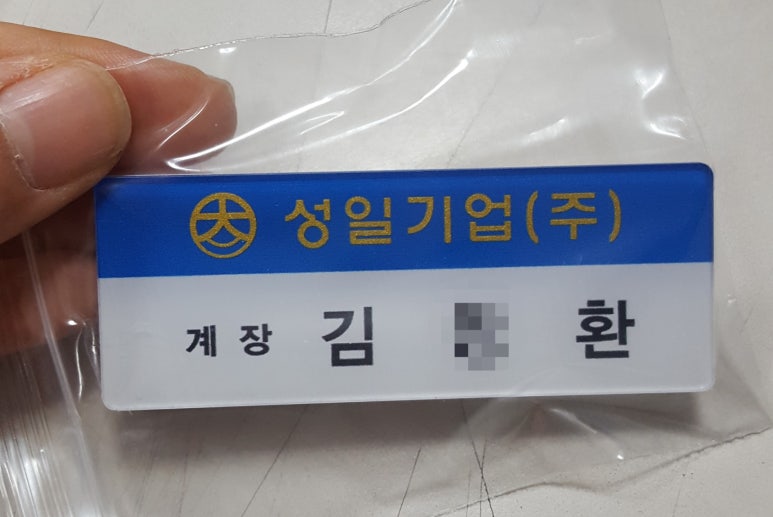 성일기업(주)
계장 김 환